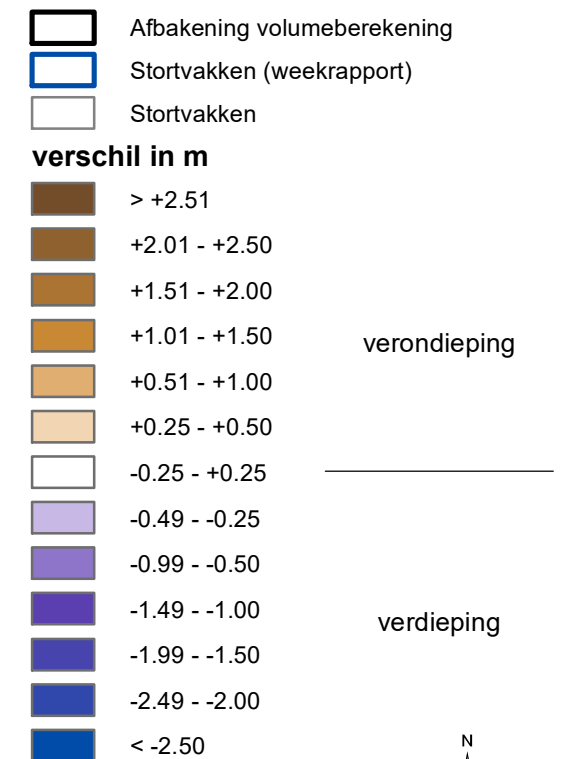 Afbakening volumeberekening
Stortvakken (weekrapport)
Stortvakken
verschil in m
> +2.51
+2.01 - +2.50
+1.51 - +2.00
+1.01 - +1.50
verondieping
+0.51 - +1.00
+0.25 - +0.50
-0.25 - +0.25
-0.49 - -0.25
-0.99 - -0.50
-1.49 - -1.00
verdieping
-1.99 - -1.50
-2.49 - -2.00
< -2.50
N